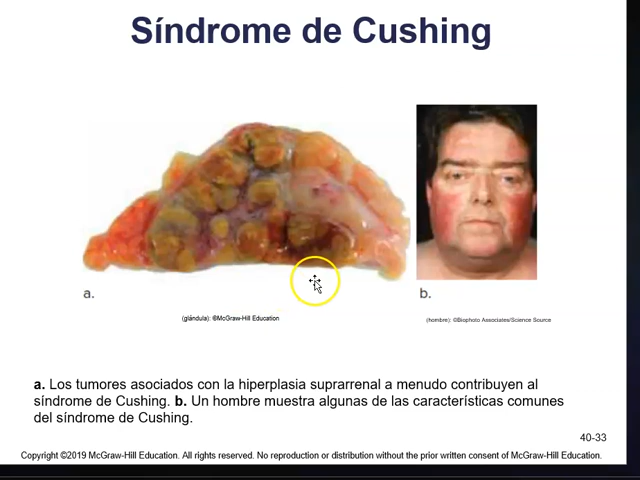 Síndrome de Cushing
a.
b.
(glándula): ©McGraw-Hill Education
(hombre): ©Biophoto Associates/Science Source
a. Los tumores asociados con la hiperplasia suprarrenal a menudo contribuyen al
síndrome de Cushing. b. Un hombre muestra algunas de las características comunes
del síndrome de Cushing.
40-33
Copyright ©2019 McGraw-Hill Education. All rights reserved. No reproduction or distribution without the prior written consent of McGraw-Hill Education.